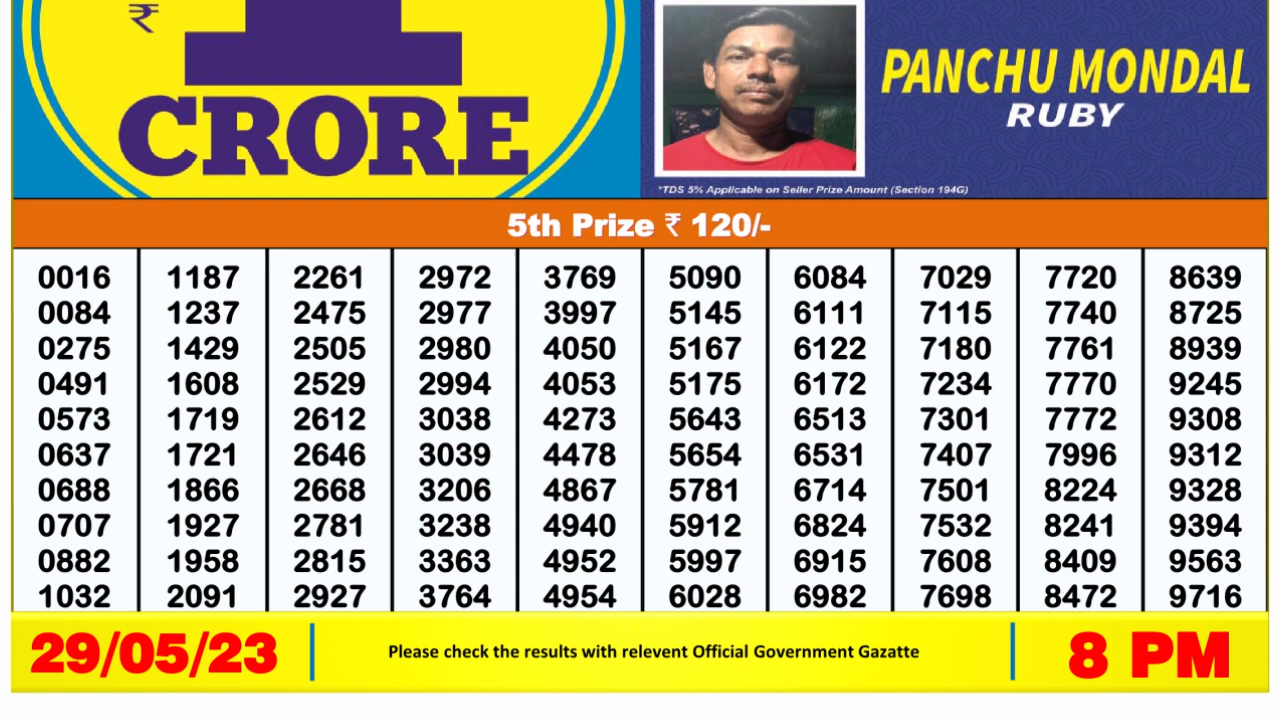 ₹
1
CRORE
PANCHU MONDAL
RUBY
*TDS 5% Applicable on Seller Prize Amount (Section 194G)
5th Prize ₹ 120/-
0016 1187 2261 2972 3769 5090 6084 7029 7720 8639
0084 1237 2475 2977 3997 5145 6111 7115 7740 8725
0275 1429 2505 2980 4050 5167 6122 7180 7761 8939
0491 1608 2529 2994 4053 5175 6172 7234 7770 9245
0573 1719 2612 3038 4273 5643 6513 7301 7772 9308
0637 1721 2646 3039 4478 5654 6531 7407 7996 9312
0688 1866 2668 3206 4867 5781 6714 7501 8224 9328
0707 1927 2781 3238 4940 5912 6824 7532 8241 9394
0882 1958 2815 3363 4952 5997 6915 7608 8409 9563
1032 2091 2927 3764 4954 6028 6982 7698 8472 9716
29/05/23
Please check the results with relevent Official Government Gazatte
8 PM